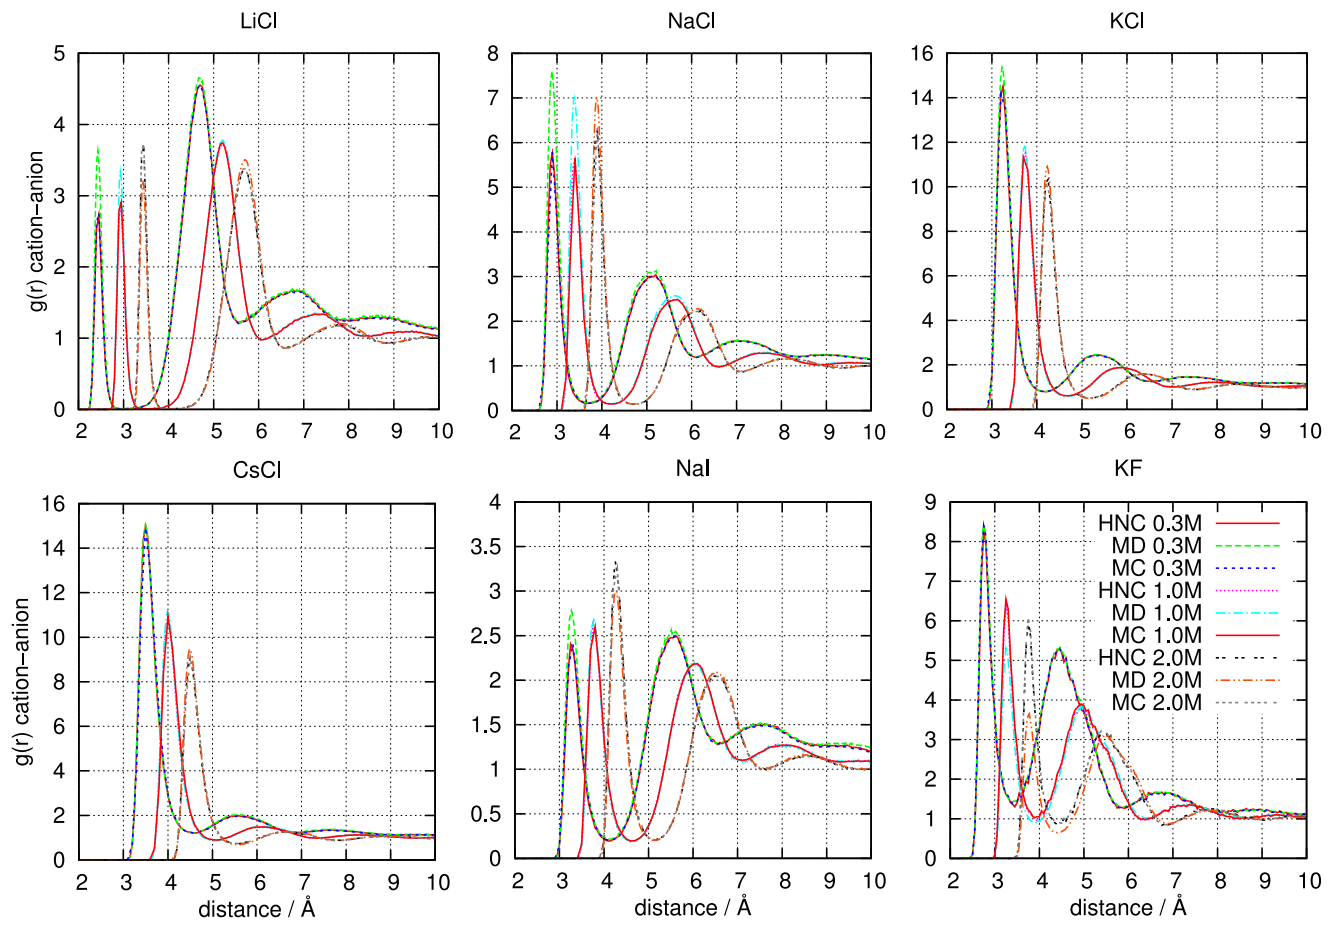 LiCl
NaCl
KCl
g(r) cation-anion
5
4
3
2
1
0
2 3 4 5 6 7 8 9 10
8
7
6
5
4
3
2
1
0
2 3 4 5 6 7 8 9 10
16
14
12
10
8
6
4
2
0
2 3 4 5 6 7 8 9 10
CsCl
NaI
KF
g(r) cation-anion
16
14
12
10
8
6
4
2
0
2 3 4 5 6 7 8 9 10
distance / Å
4
3.5
3
2.5
2
1.5
1
0.5
0
2 3 4 5 6 7 8 9 10
distance / Å
9
8
7
6
5
4
3
2
1
0
2 3 4 5 6 7 8 9 10
distance / Å
HNC 0.3M
MD 0.3M
MC 0.3M
HNC 1.0M
MD 1.0M
MC 1.0M
HNC 2.0M
MD 2.0M
MC 2.0M